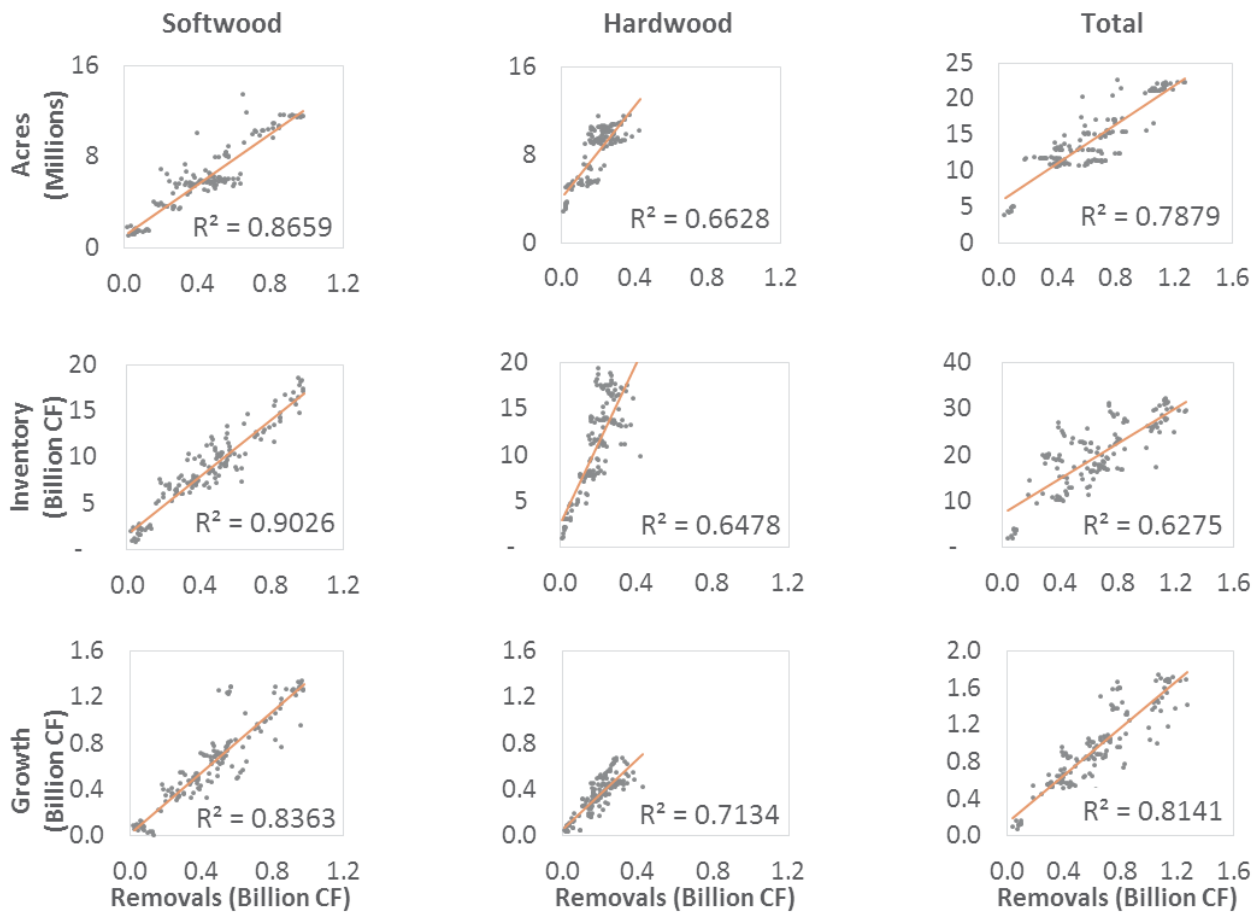 Softwood
Hardwood
Total
Acres
(Millions)
16
8
0
R² = 0.8659
0.0 0.4 0.8 1.2
16
8
0
R² = 0.6628
0.0 0.4 0.8 1.2
25
20
15
10
5
0
R² = 0.7879
0.0 0.4 0.8 1.2 1.6
Inventory
(Billion CF)
20
15
10
5
-
R² = 0.9026
0.0 0.4 0.8 1.2
20
15
10
5
-
R² = 0.6478
0.0 0.4 0.8 1.2
40
30
20
10
-
R² = 0.6275
0.0 0.4 0.8 1.2 1.6
Growth
(Billion CF)
1.6
1.2
0.8
0.4
0.0
R² = 0.8363
0.0 0.4 0.8 1.2
Removals (Billion CF)
1.6
1.2
0.8
0.4
0.0
R² = 0.7134
0.0 0.4 0.8 1.2
Removals (Billion CF)
2.0
1.6
1.2
0.8
0.4
0.0
R² = 0.8141
0.0 0.4 0.8 1.2 1.6
Removals (Billion CF)